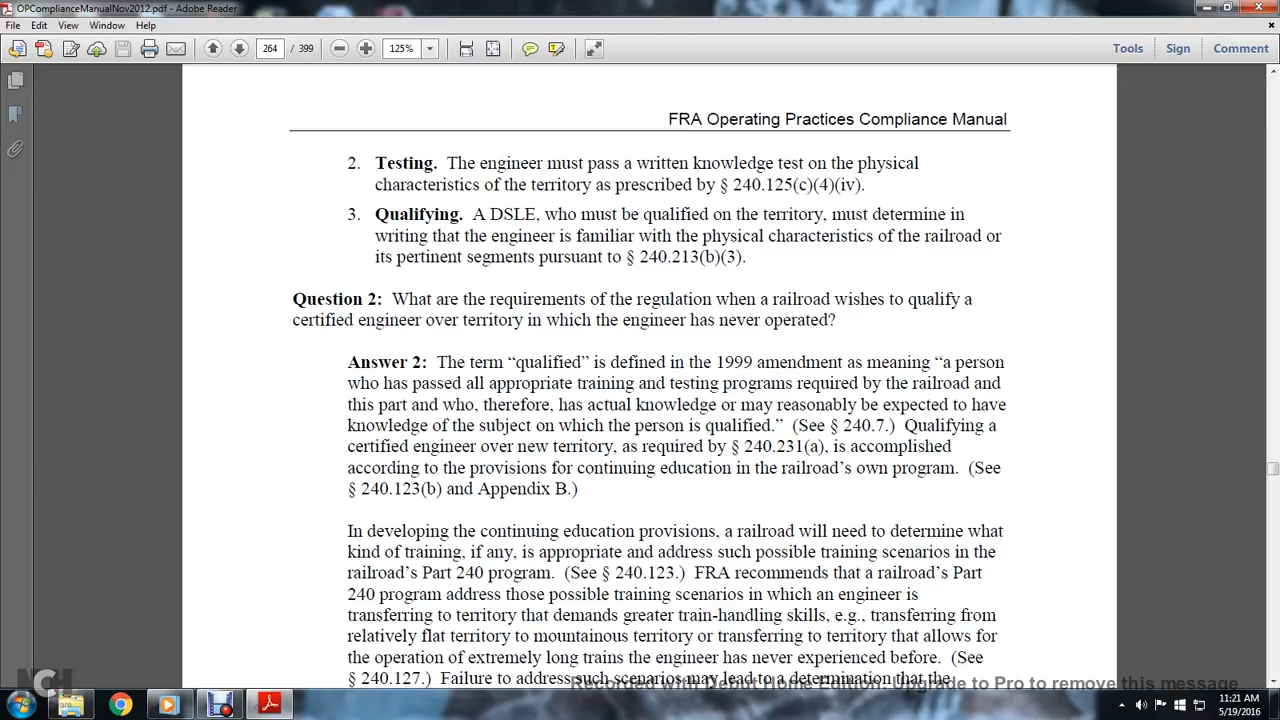 OPComplianceManualNov2012.pdf - Adobe Reader
File Edit View Window Help
264 / 399 125% Tools Sign Comment
FRA Operating Practices Compliance Manual
2. Testing. The engineer must pass a written knowledge test on the physical
characteristics of the territory as prescribed by § 240.125(c)(4)(iv).
3. Qualifying. A DSLE, who must be qualified on the territory, must determine in
writing that the engineer is familiar with the physical characteristics of the railroad or
its pertinent segments pursuant to § 240.213(b)(3).
Question 2: What are the requirements of the regulation when a railroad wishes to qualify a
certified engineer over territory in which the engineer has never operated?
Answer 2: The term “qualified” is defined in the 1999 amendment as meaning “a person
who has passed all appropriate training and testing programs required by the railroad and
this part and who, therefore, has actual knowledge or may reasonably be expected to have
knowledge of the subject on which the person is qualified.” (See § 240.7.) Qualifying a
certified engineer over new territory, as required by § 240.231(a), is accomplished
according to the provisions for continuing education in the railroad’s own program. (See
§ 240.123(b) and Appendix B.)
In developing the continuing education provisions, a railroad will need to determine what
kind of training, if any, is appropriate and address such possible training scenarios in the
railroad’s Part 240 program. (See § 240.123.) FRA recommends that a railroad’s Part
240 program address those possible training scenarios in which an engineer is
transferring to territory that demands greater train-handling skills, e.g., transferring from
relatively flat territory to mountainous territory or transferring to territory that allows for
the operation of extremely long trains the engineer has never experienced before. (See
§ 240.127.) Failure to address such scenarios may lead to a determination that the
Recorded with Debut Home Edition. Upgrade to Pro to remove this message
NCH
11:21 AM
5/19/2016